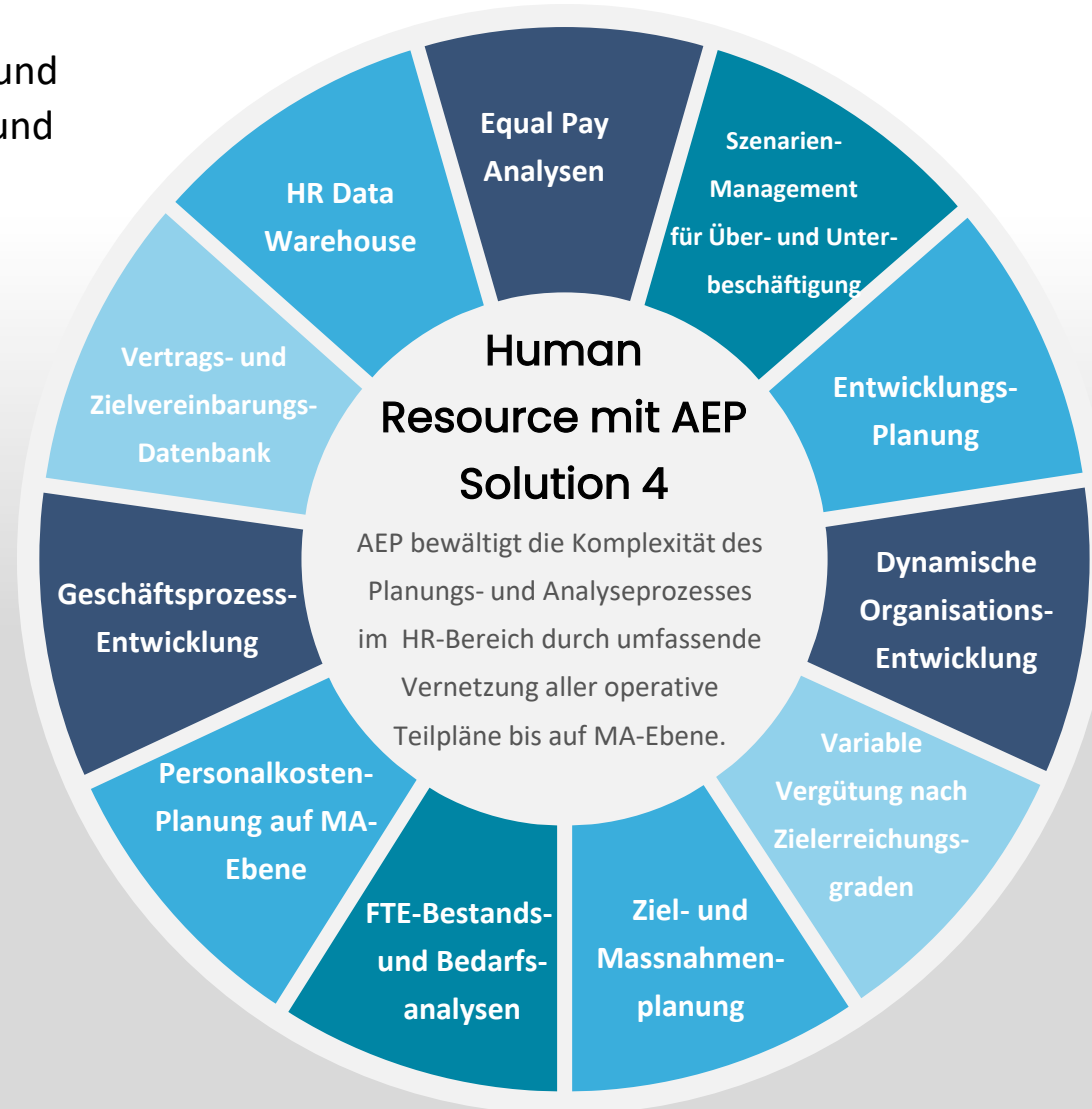 und
und
Equal Pay
Analysen
Szenarien-
Management
für Über- und Unter-
beschäftigung
Entwicklungs-
Planung
Dynamische
Organisations-
Entwicklung
Variable
Vergütung nach
Zielerreichungs-
graden
Ziel- und
Massnahmen-
planung
FTE-Bestands-
und Bedarfs-
analysen
Personalkosten-
Planung auf MA-
Ebene
Geschäftsprozess-
Entwicklung
Vertrags- und
Zielvereinbarungs-
Datenbank
HR Data
Warehouse
Human
Resource mit AEP
Solution 4
AEP bewältigt die Komplexität des
Planungs- und Analyseprozesses
im HR-Bereich durch umfassende
Vernetzung aller operative
Teilpläne bis auf MA-Ebene.